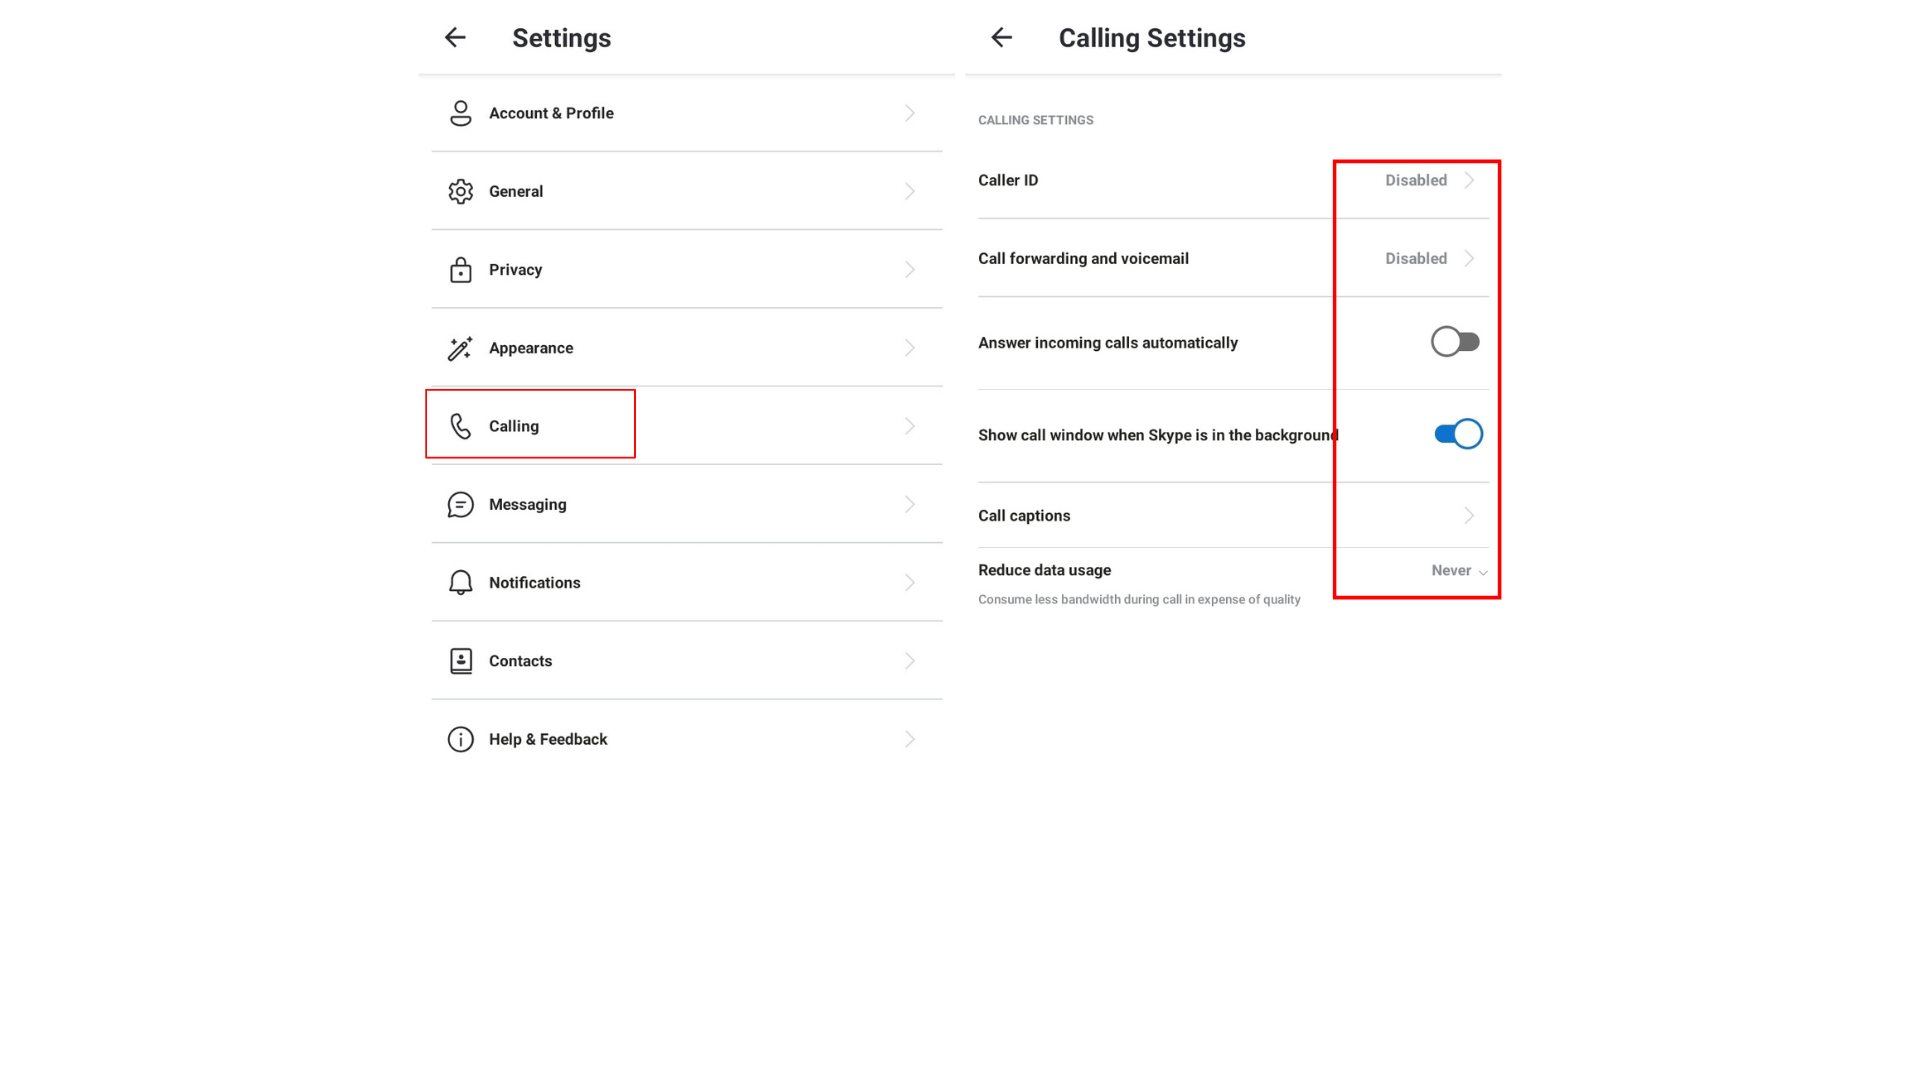 Settings
Account & Profile
General
Privacy
Appearance
Calling
Messaging
Notifications
Contacts
Help & Feedback
Calling Settings
CALLING SETTINGS
Caller ID
Disabled
Call forwarding and voicemail
Disabled
Answer incoming calls automatically
Show call window when Skype is in the background
Call captions
Reduce data usage
Never
Consume less bandwidth during call in expense of quality